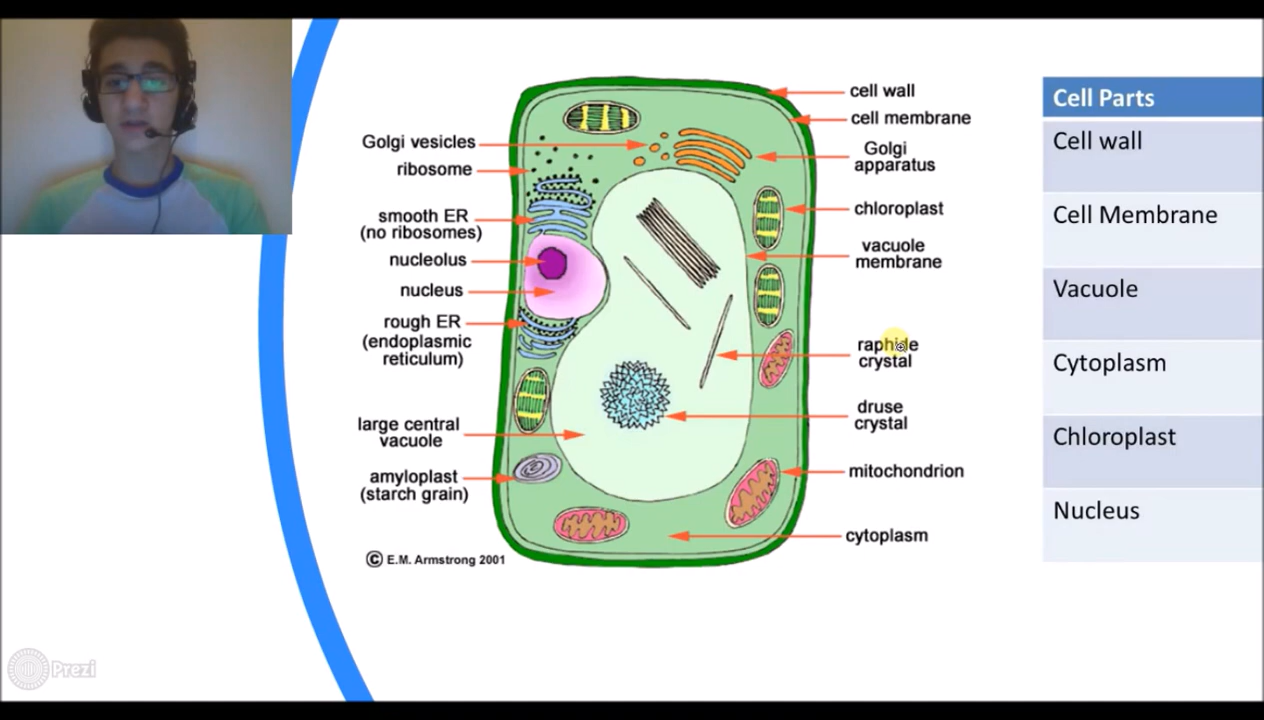 Golgi vesicles
ribosome
smooth ER
(no ribosomes)
nucleolus
nucleus
rough ER
(endoplasmic
reticulum)
large central
vacuole
amyloplast
(starch grain)
© E.M. Armstrong 2001
cell wall
cell membrane
Golgi
apparatus
chloroplast
vacuole
membrane
raphide
crystal
druse
crystal
mitochondrion
cytoplasm
Cell Parts
Cell wall
Cell Membrane
Vacuole
Cytoplasm
Chloroplast
Nucleus
Prezi